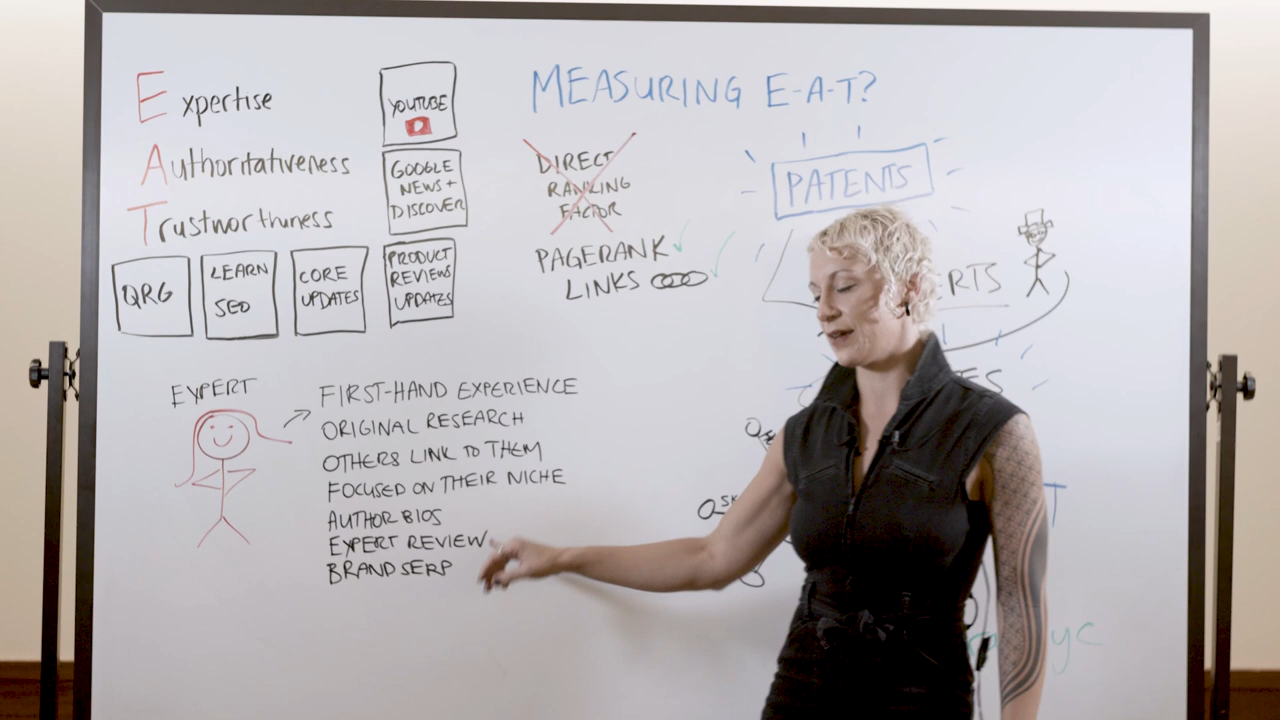 Expertise
Authoritativeness
Trustworthiness
YOUTUBE
GOOGLE
NEWS +
DISCOVER
QRG
LEARN
SEO
CORE
UPDATES
PRODUCT
REVIEWS
UPDATES
EXPERT
FIRST-HAND EXPERIENCE
ORIGINAL RESEARCH
OTHERS LINK TO THEM
FOCUSED ON THEIR NICHE
AUTHOR BIOS
EXPERT REVIEW
BRAND SERP
MEASURING E-A-T?
DIRECT
RANKING
FACTOR
PAGERANK
LINKS
PATENTS